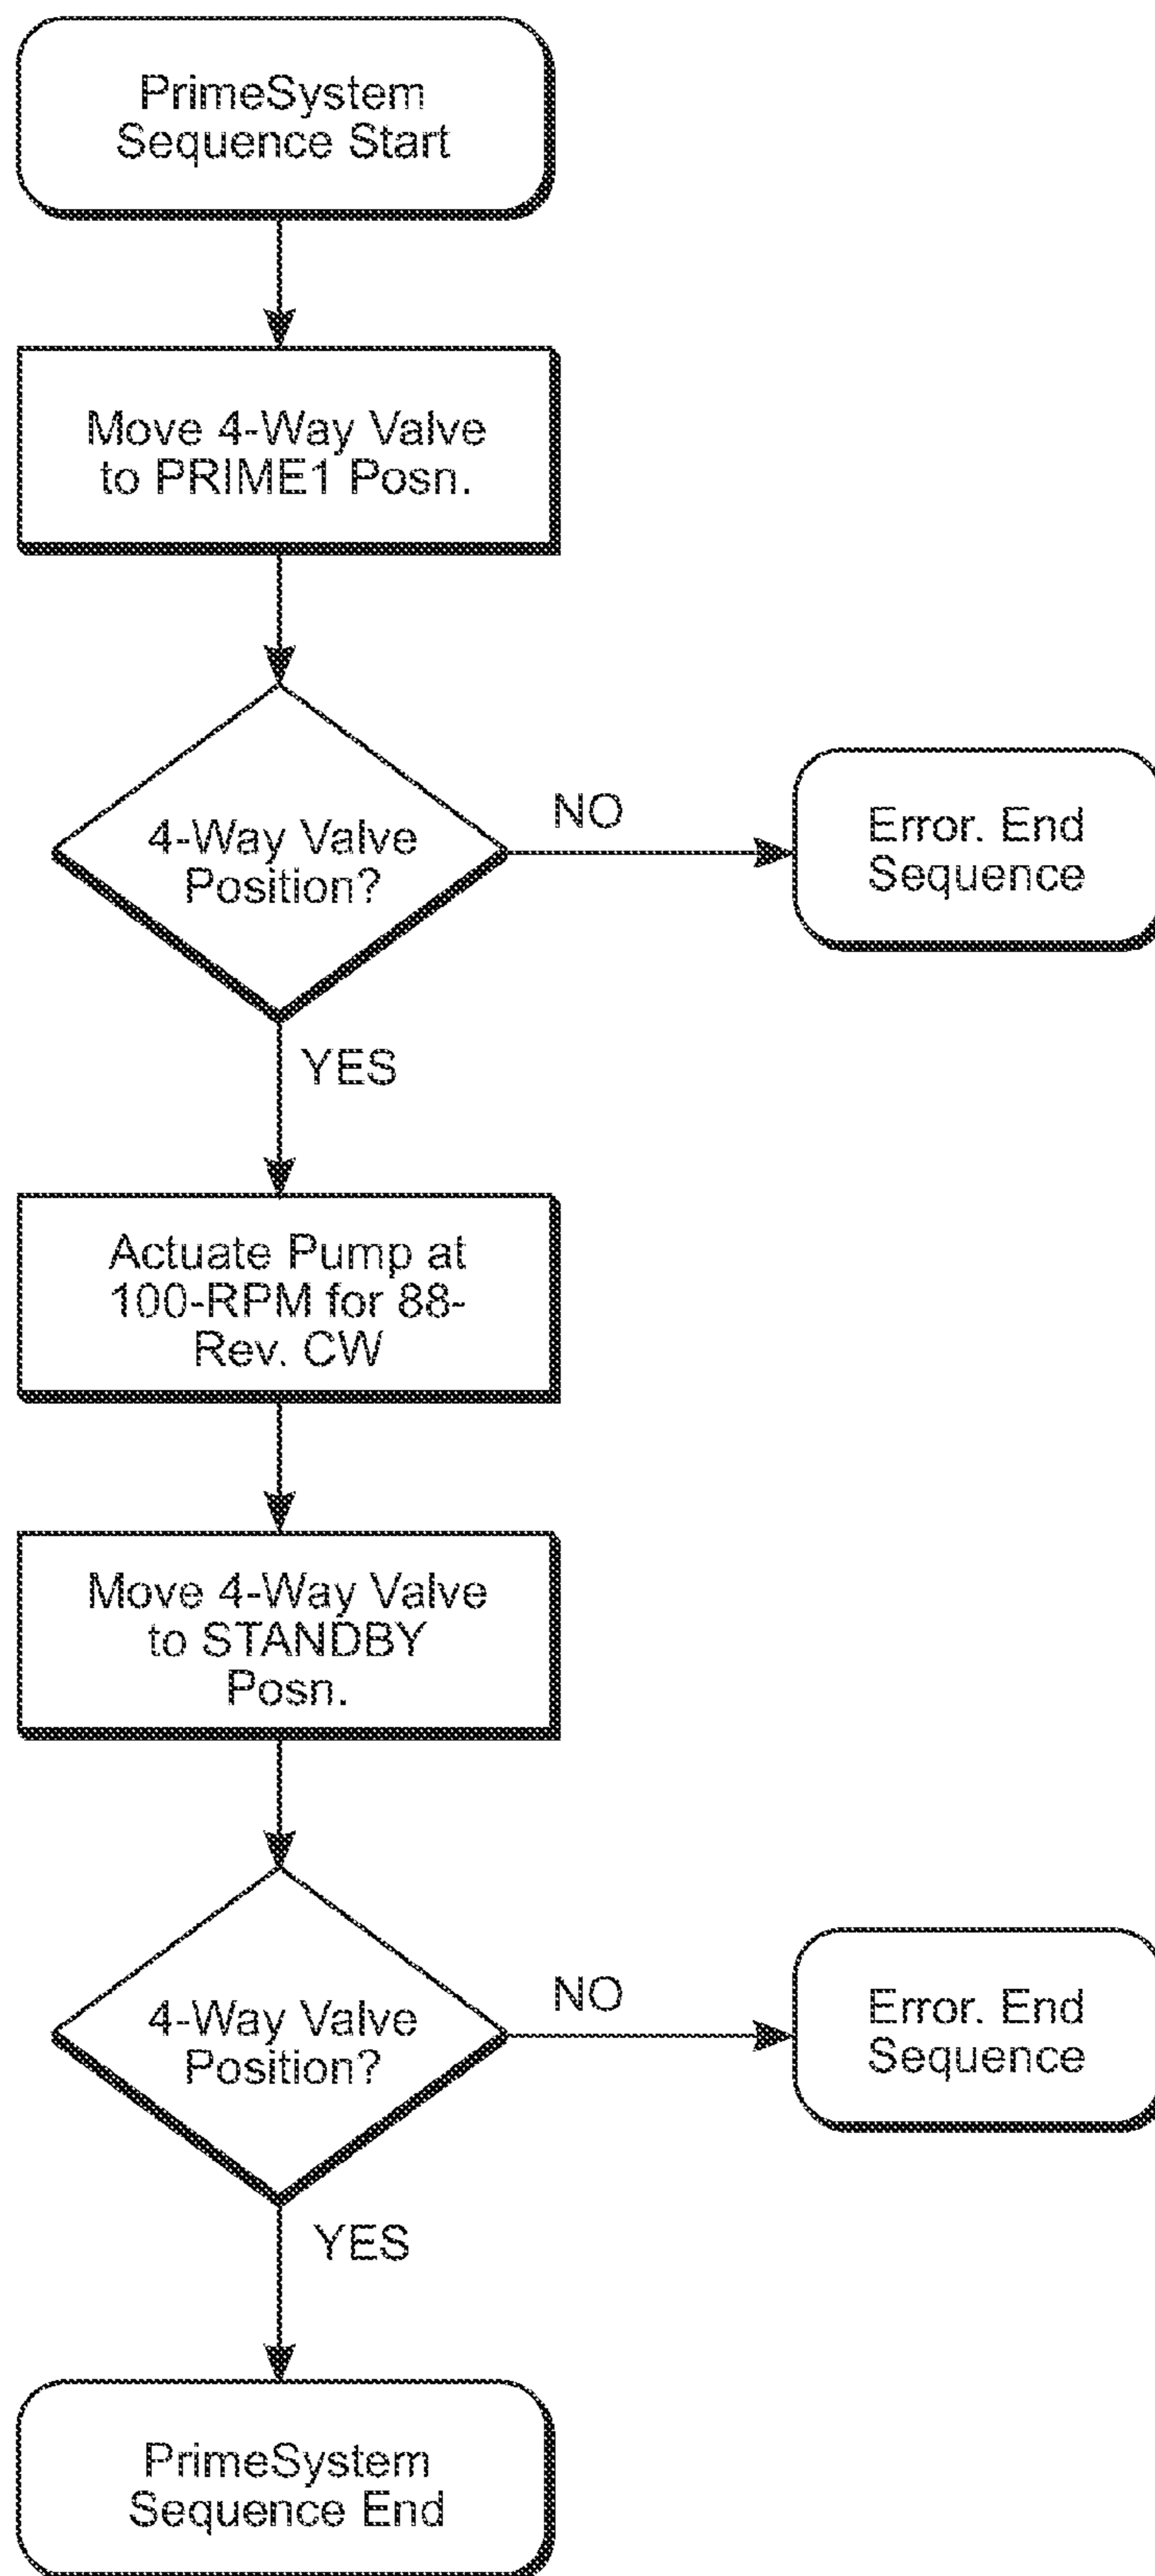 PrimeSystem
Sequence Start
Move 4-Way Valve
to PRIME1 Posn.
4-Way Valve
Position?
NO
Error. End
Sequence
YES
Actuate Pump at
100-RPM for 88-
Rev. CW
Move 4-Way Valve
to STANDBY
Posn.
4-Way Valve
Position?
NO
Error. End
Sequence
YES
PrimeSystem
Sequence End